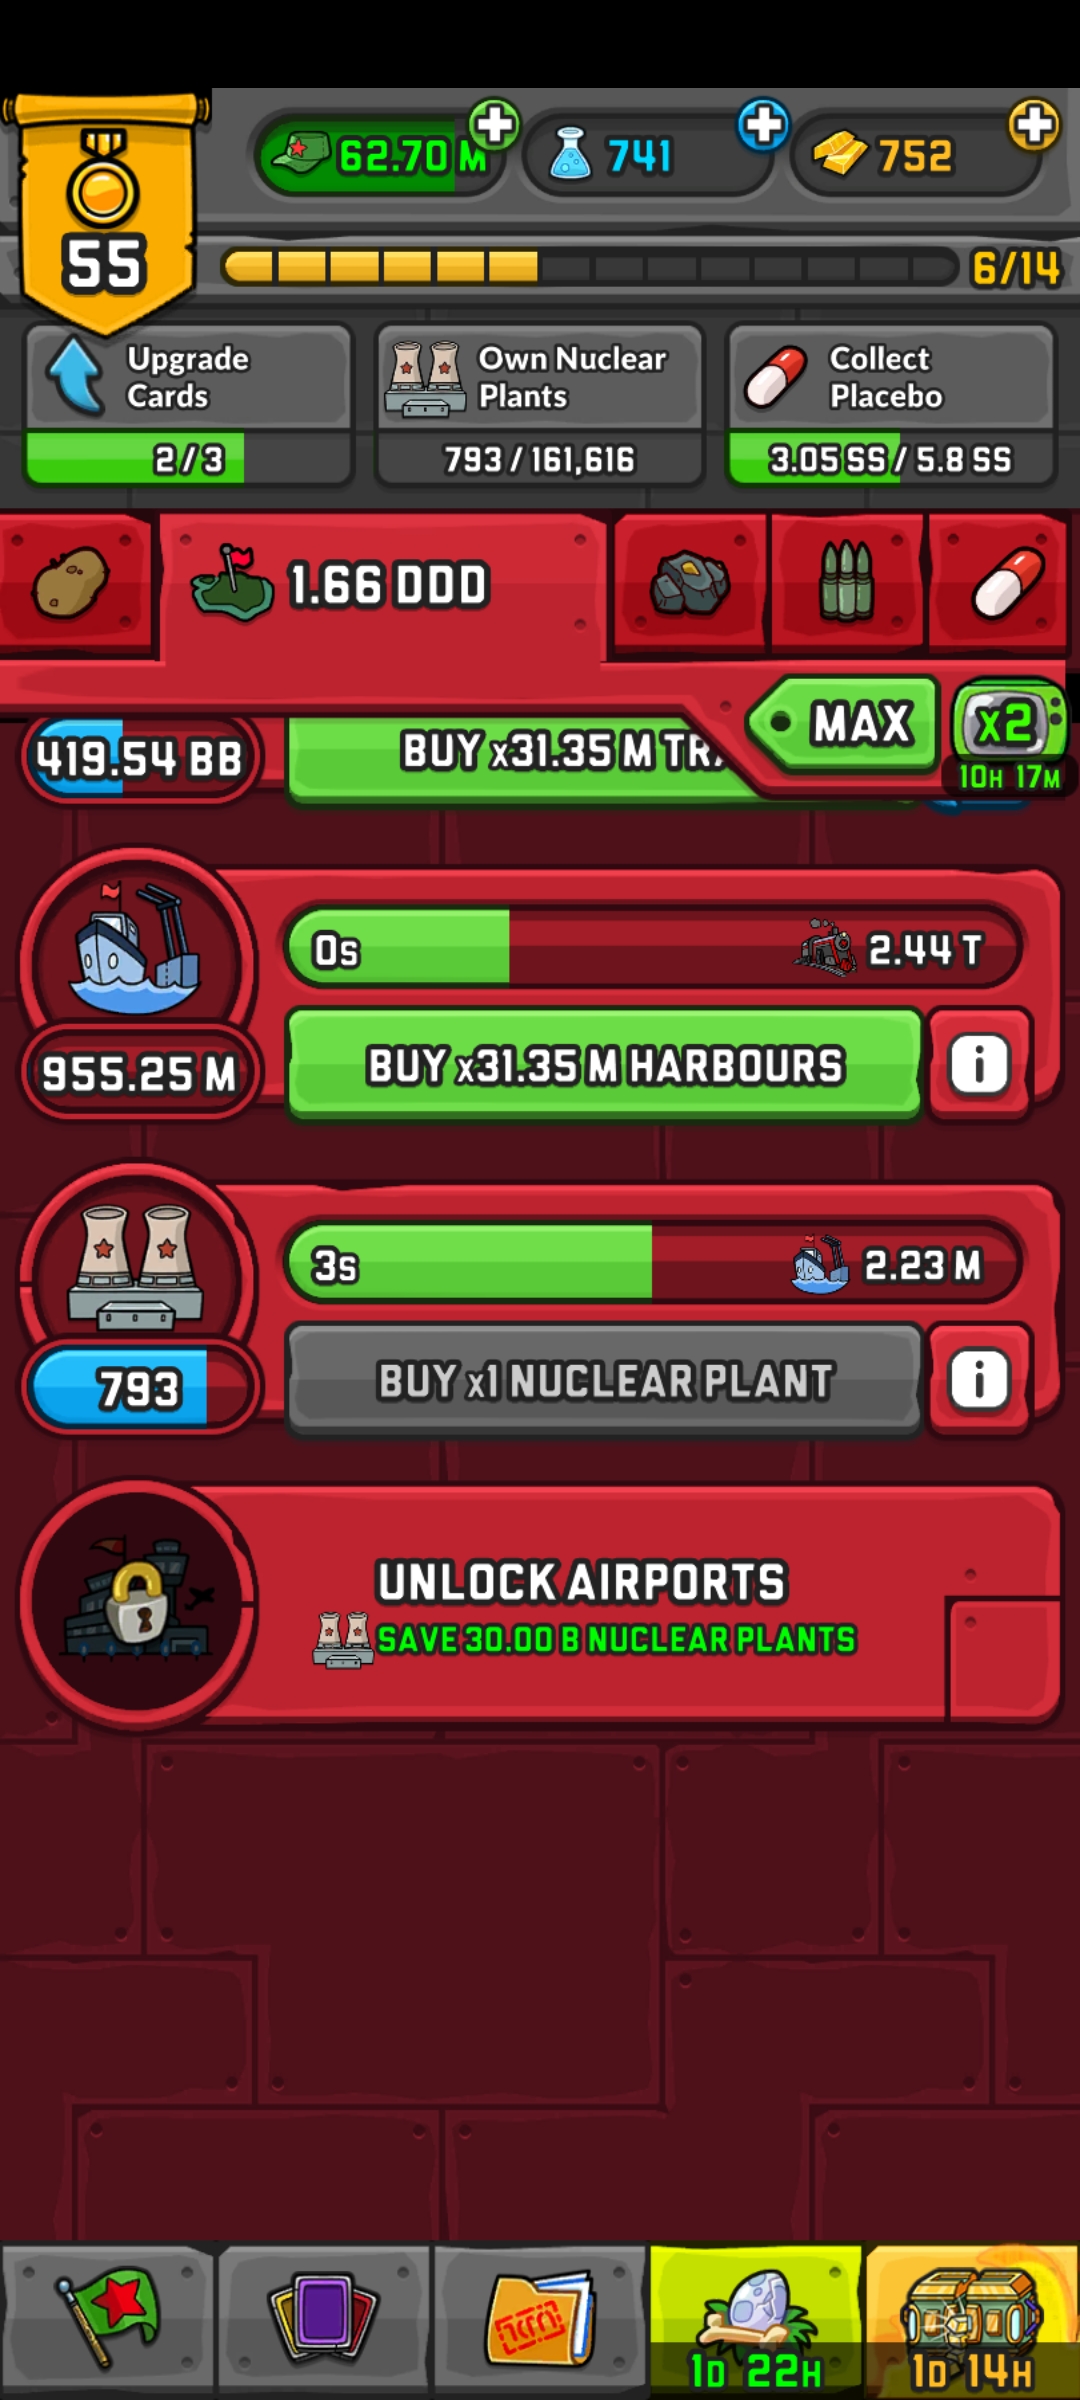 62.70 M
741
752
55
6/14
Upgrade
Cards
2/3
Own Nuclear
Plants
793/161,616
Collect
Placebo
3.05 SS/5.8 SS
1.66 DDD
MAX
x2
10H 17M
419.54 BB
BUY x31.35 M TR
0s
2.44 T
955.25 M
BUY x31.35 M HARBOURS
i
3s
2.23 M
793
BUY x1 NUCLEAR PLANT
i
UNLOCK AIRPORTS
SAVE 30.00 B NUCLEAR PLANTS
1D 22H
1D 14H